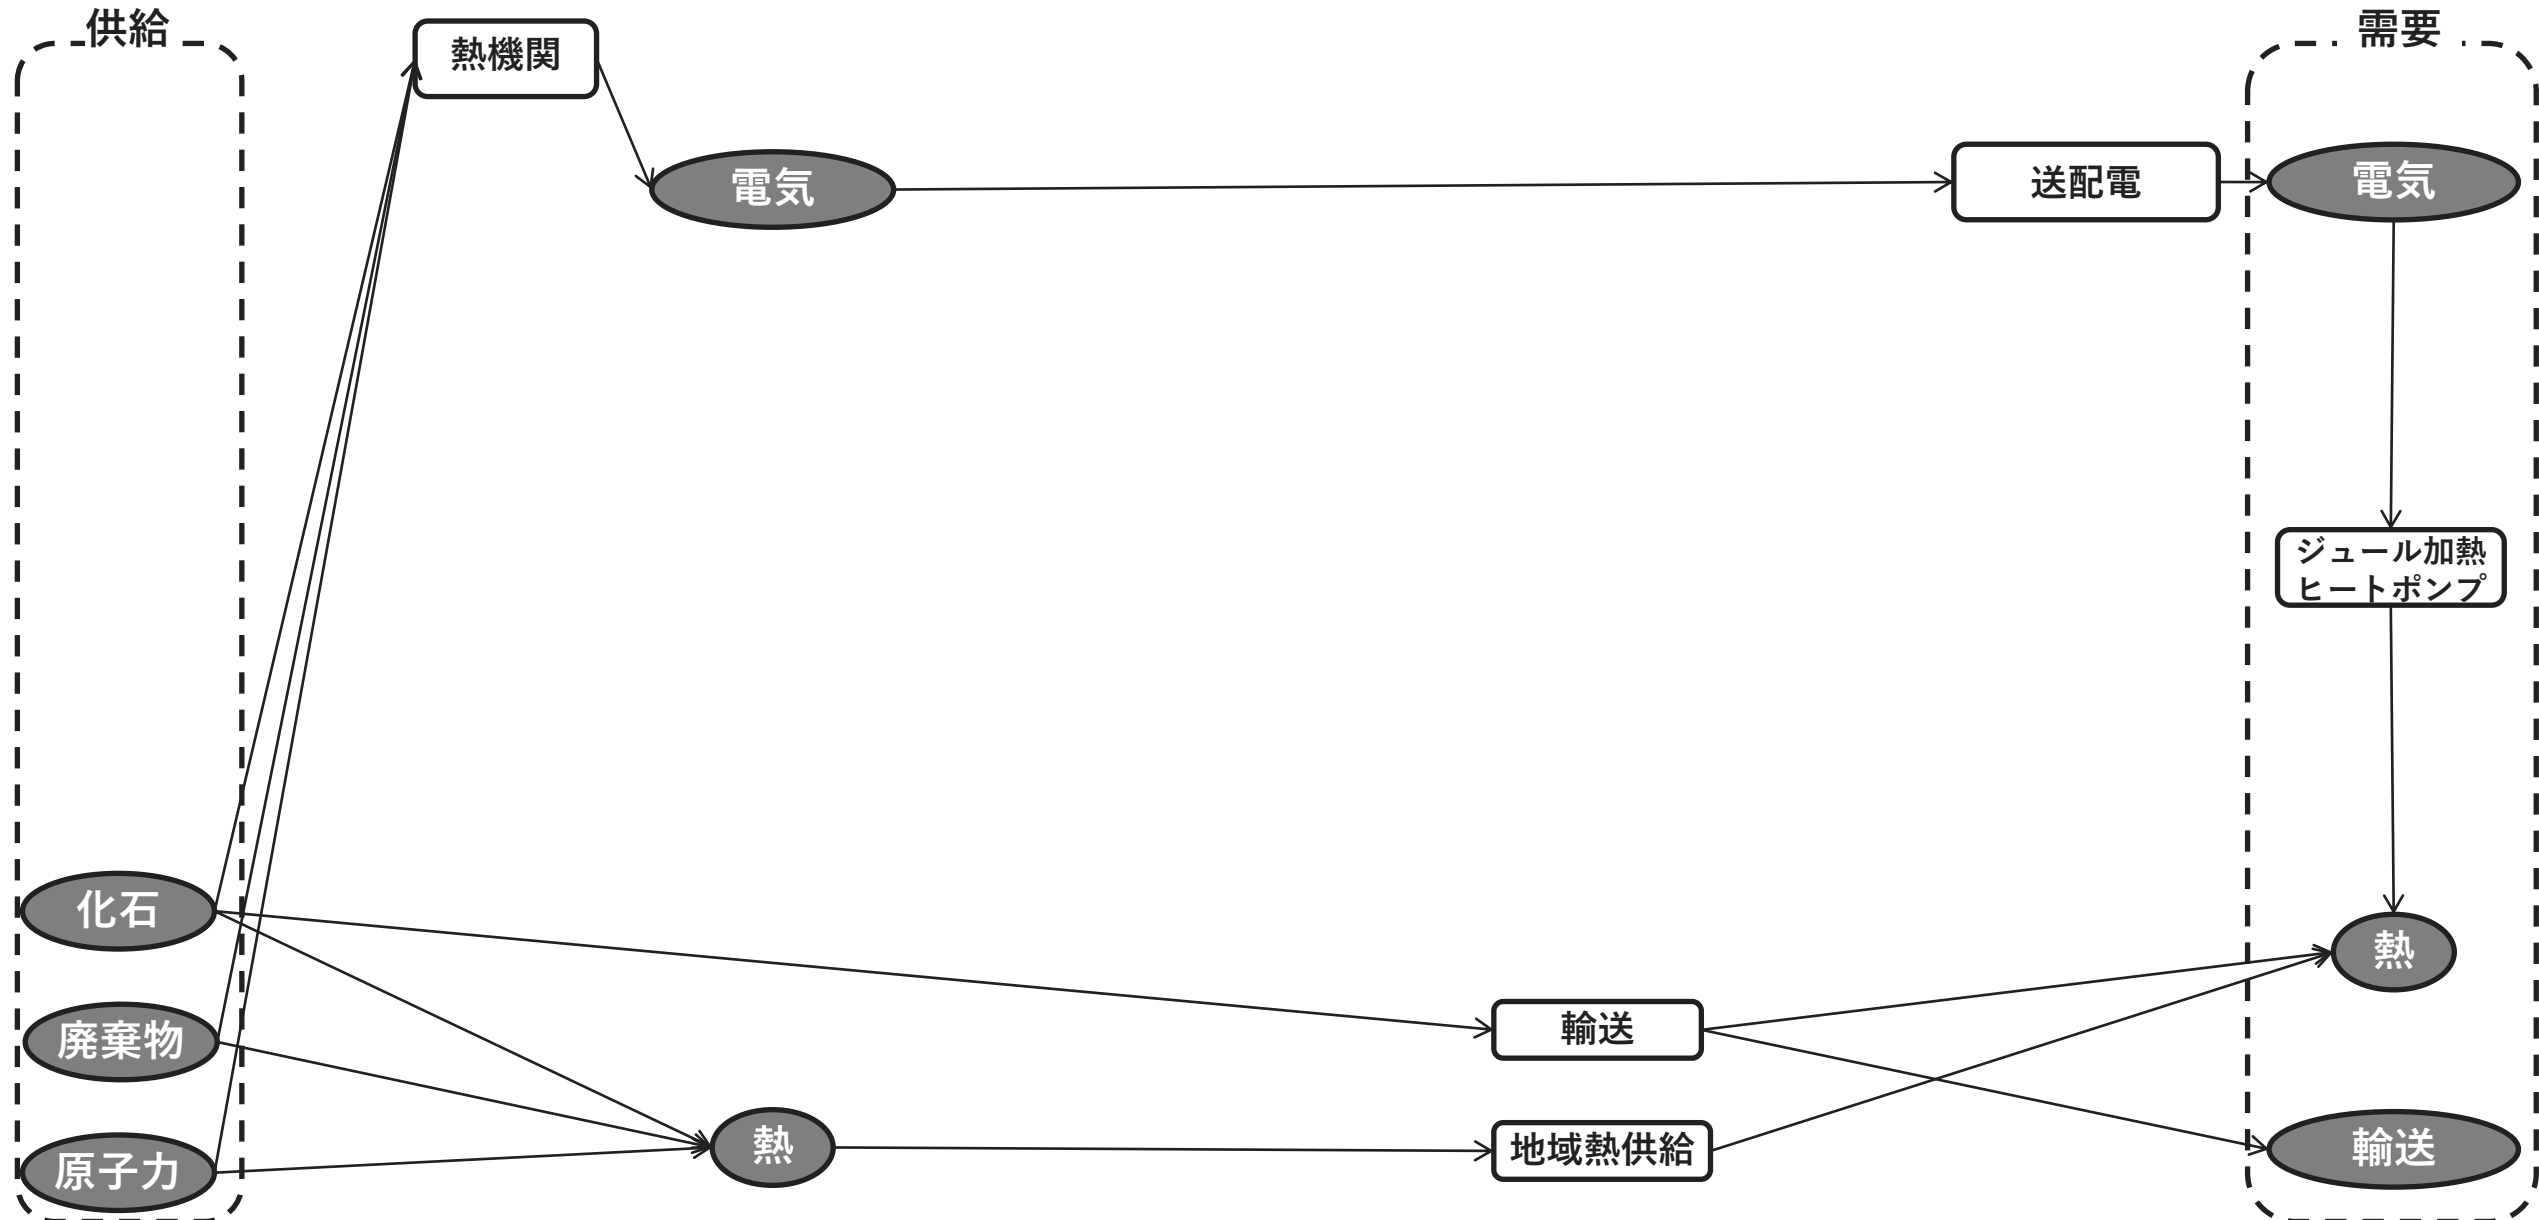 供給
需要
熱機関
電気
送配電
電気
ジュール加熱
ヒートポンプ
化石
熱
輸送
廃棄物
熱
地域熱供給
輸送
原子力